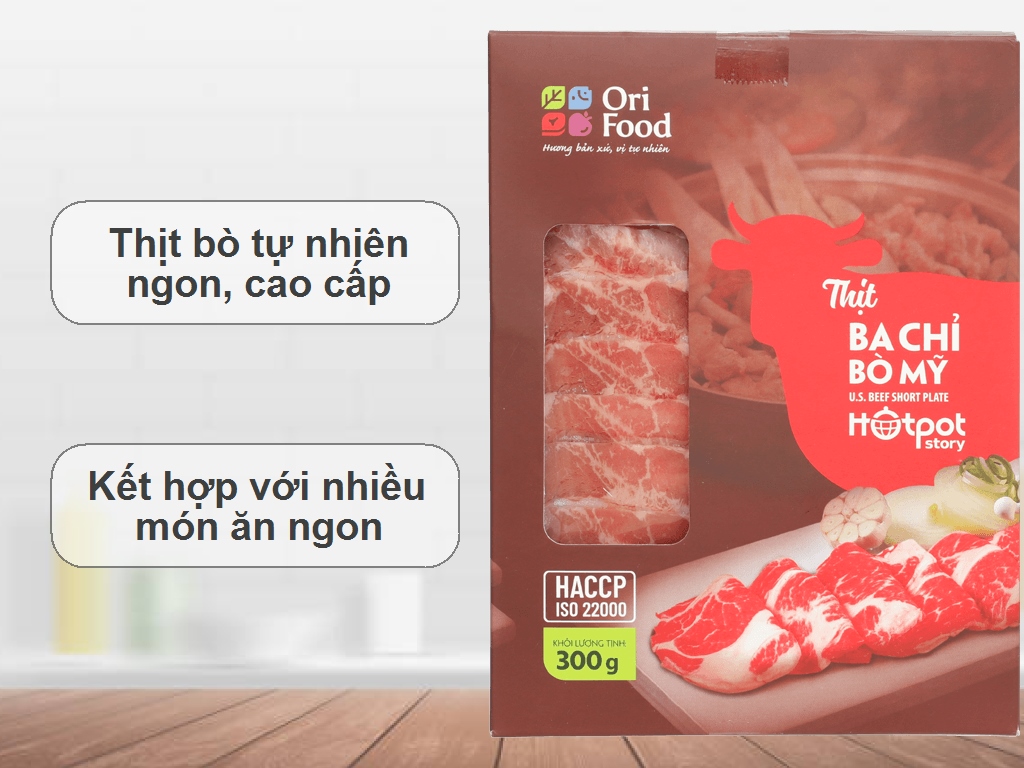 Thịt bò tự nhiên
ngon, cao cấp
Kết hợp với nhiều
món ăn ngon
Ori
Food
Hương bản xứ, vị tự nhiên
Thịt
BA CHỈ
BÒ MỸ
U.S. BEEF SHORT PLATE
Hotpot
story
HACCP
ISO 22000
KHỐI LƯỢNG TỊNH:
300 g